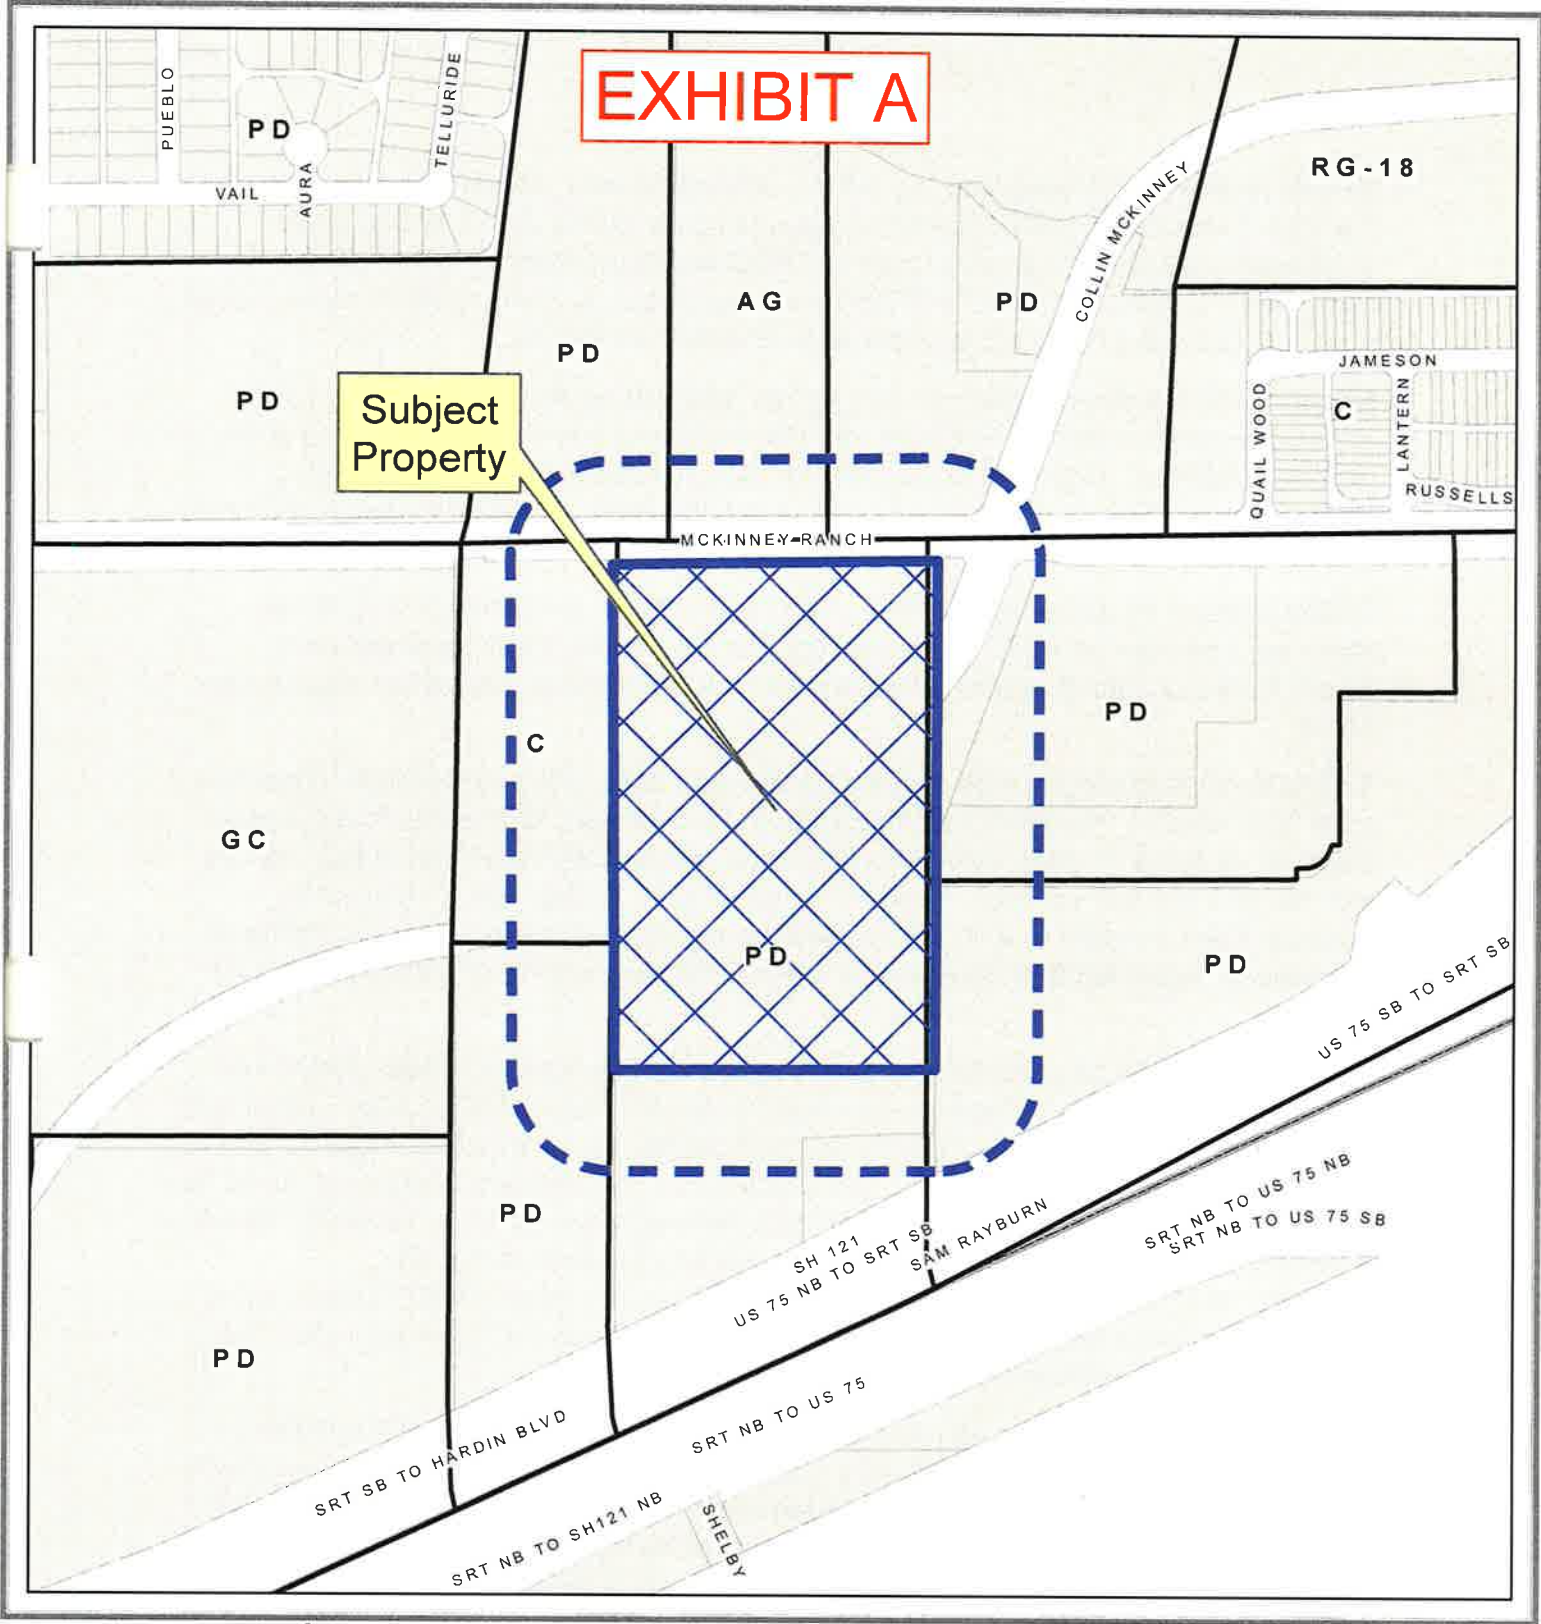 EXHIBIT A
PUEBLO
PD
TELLURIDE
VAIL
AURA
COLLIN MCKINNEY
RG-18
AG
PD
PD
PD
Subject
Property
JAMESON
C
QUAIL WOOD
LANTERN
RUSSELLS
MCKINNEY RANCH
C
PD
GC
PD
PD
US 75 SB TO SRT SB
PD
SH 121
US 75 NB TO SRT SB
SAM RAYBURN
SRT NB TO US 75 NB
SRT NB TO US 75 SB
PD
SRT NB TO US 75
SRT SB TO HARDIN BLVD
SRT NB TO SH121 NB
SHELBY